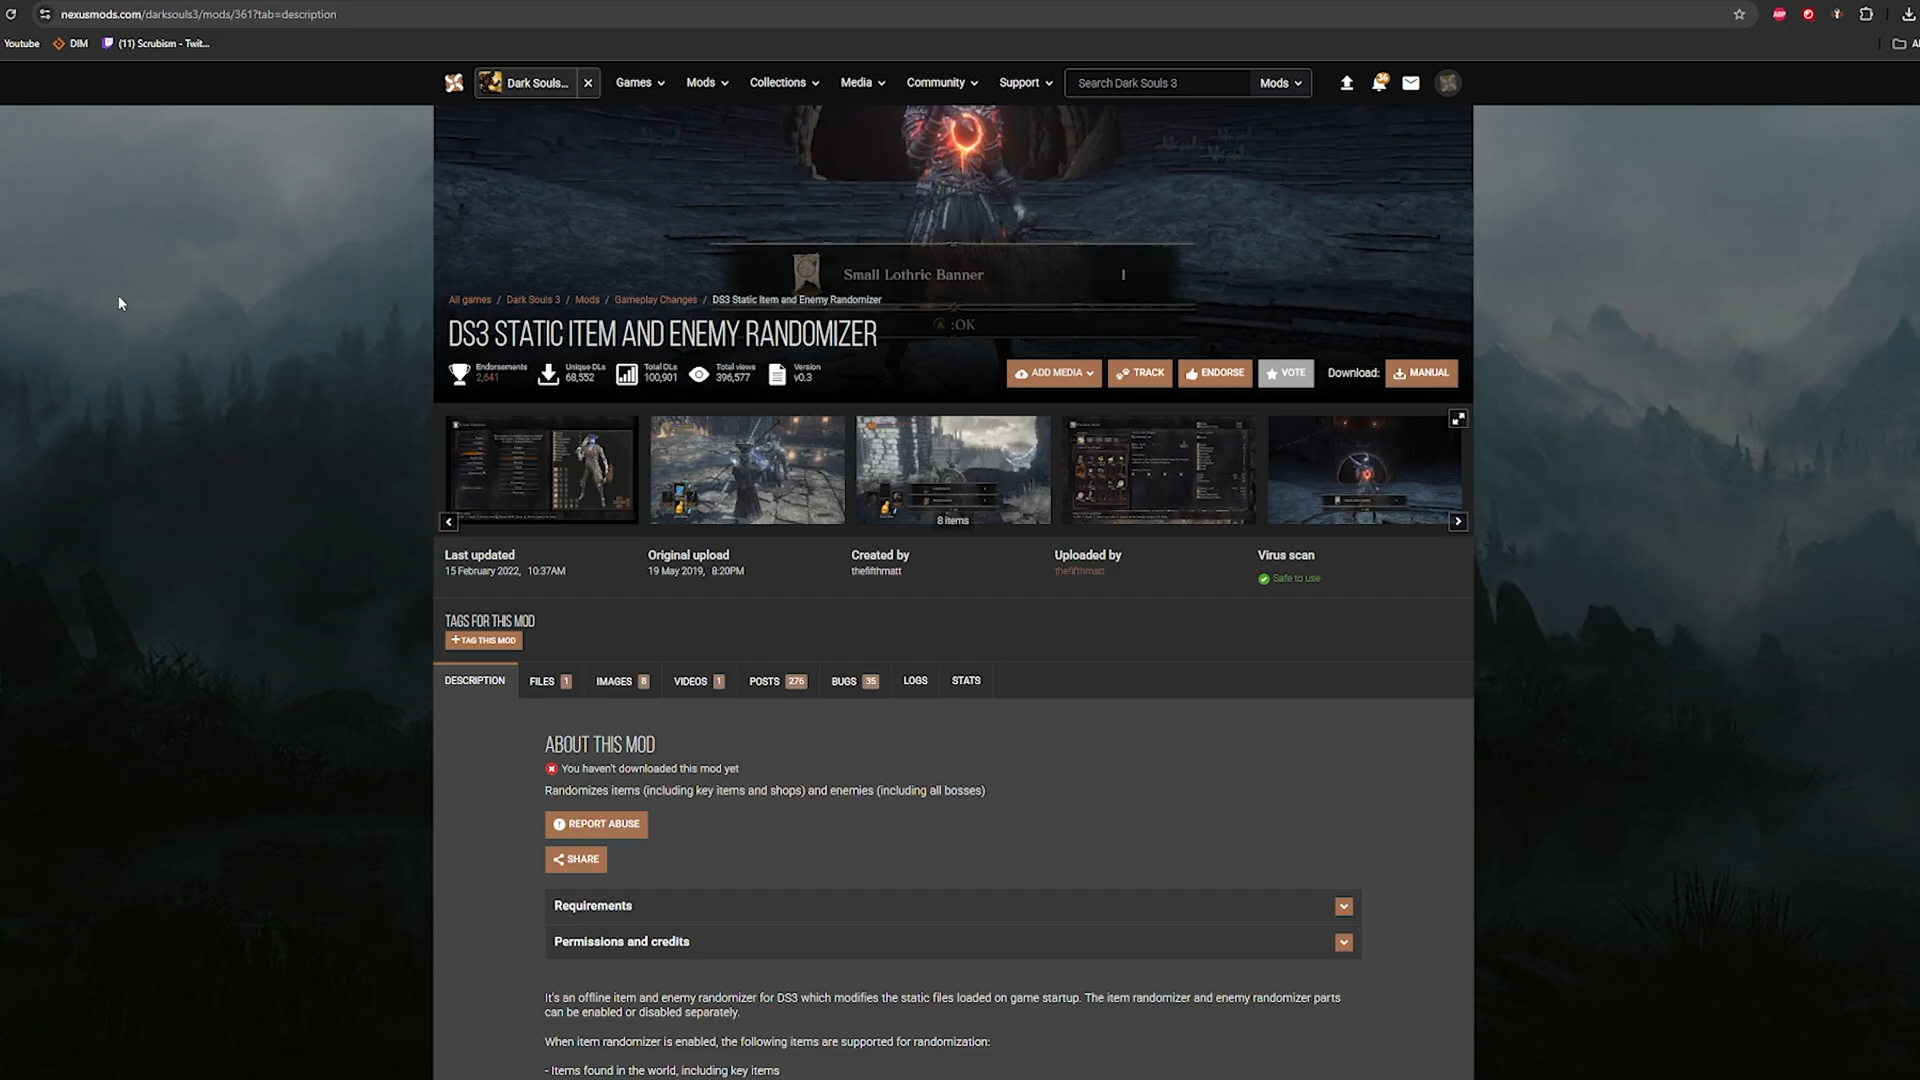 nexusmods.com/darksouls3/mods/361?tab=description
Youtube
DIM
(11) Scrubism - Twit...
Dark Souls...
Games
Mods
Collections
Media
Community
Support
Search Dark Souls 3
Mods
36
Small Lothric Banner 1
All games / Dark Souls 3 / Mods / Gameplay Changes / DS3 Static Item and Enemy Randomizer
:OK
DS3 STATIC ITEM AND ENEMY RANDOMIZER
Endorsements
2,641
Unique DLs
68,552
Total DLs
100,901
Total views
396,577
Version
v0.3
ADD MEDIA
TRACK
ENDORSE
VOTE
Download:
MANUAL
8 items
Last updated
15 February 2022, 10:37AM
Original upload
19 May 2019, 8:20PM
Created by
thefifthmatt
Uploaded by
thefifthmatt
Virus scan
Safe to use
TAGS FOR THIS MOD
+ TAG THIS MOD
DESCRIPTION
FILES 1
IMAGES 8
VIDEOS 1
POSTS 276
BUGS 35
LOGS
STATS
ABOUT THIS MOD
You haven't downloaded this mod yet
Randomizes items (including key items and shops) and enemies (including all bosses)
REPORT ABUSE
SHARE
Requirements
Permissions and credits
It's an offline item and enemy randomizer for DS3 which modifies the static files loaded on game startup. The item randomizer and enemy randomizer parts
can be enabled or disabled separately.
When item randomizer is enabled, the following items are supported for randomization:
- Items found in the world, including key items